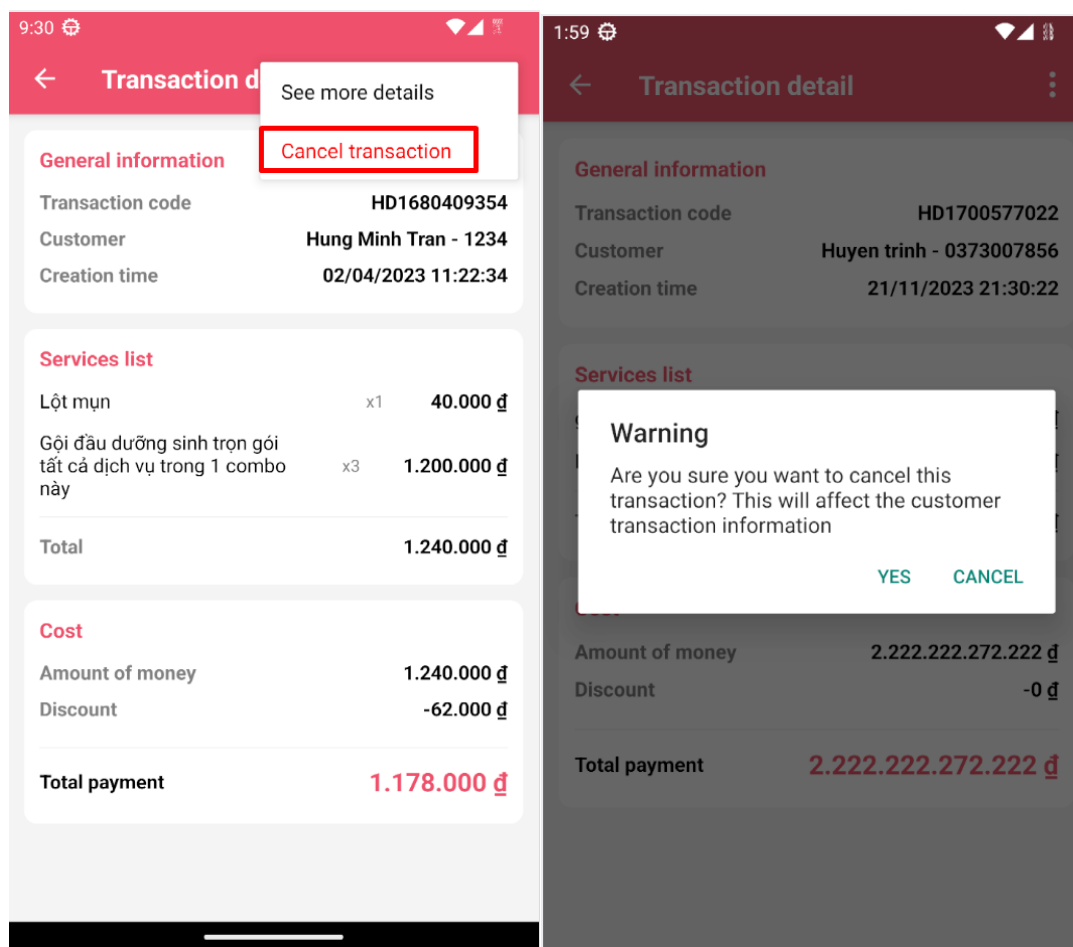 9:30
Transaction d
See more details
Cancel transaction
General information
Transaction code HD1680409354
Customer Hung Minh Tran - 1234
Creation time 02/04/2023 11:22:34
Services list
Lột mụn x1 40.000 ₫
Gội đầu dưỡng sinh trọn gói
tất cả dịch vụ trong 1 combo x3 1.200.000 ₫
này
Total 1.240.000 ₫
Cost
Amount of money 1.240.000 ₫
Discount -62.000 ₫
Total payment 1.178.000 ₫
1:59
Transaction detail
General information
Transaction code HD1700577022
Customer Huyen trinh - 0373007856
Creation time 21/11/2023 21:30:22
Services list
Warning
Are you sure you want to cancel this
transaction? This will affect the customer
transaction information
YES CANCEL
Amount of money 2.222.222.272.222 ₫
Discount -0 ₫
Total payment 2.222.222.272.222 ₫